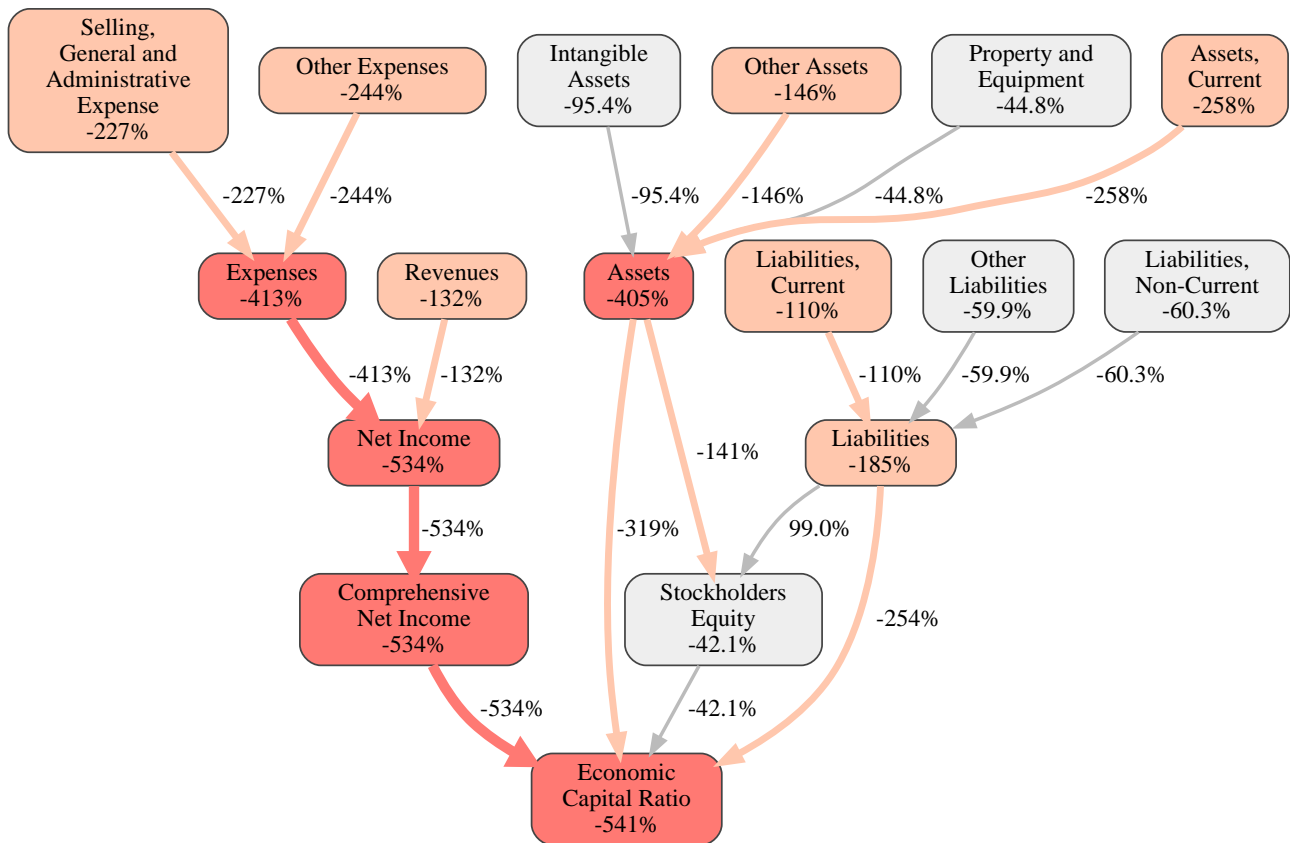 Selling,
General and
Administrative
Expense
-227%
Other Expenses
-244%
Intangible
Assets
-95.4%
Other Assets
-146%
Property and
Equipment
-44.8%
Assets,
Current
-258%
-227%
-244%
-95.4%
-146%
-44.8%
-258%
Expenses
-413%
Revenues
-132%
Assets
-405%
Liabilities,
Current
-110%
Other
Liabilities
-59.9%
Liabilities,
Non-Current
-60.3%
-413%
-132%
-110%
-59.9%
-60.3%
Net Income
-534%
-141%
Liabilities
-185%
-534%
-319%
99.0%
Comprehensive
Net Income
-534%
Stockholders
Equity
-42.1%
-254%
-534%
-42.1%
Economic
Capital Ratio
-541%